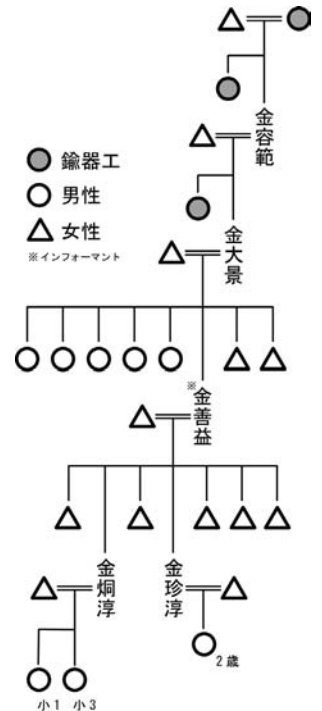 金容範
鍮器工
男性
女性
※インフォーマント
金大景
※金善益
金炯淳
金珍淳
小1
小3
2歳